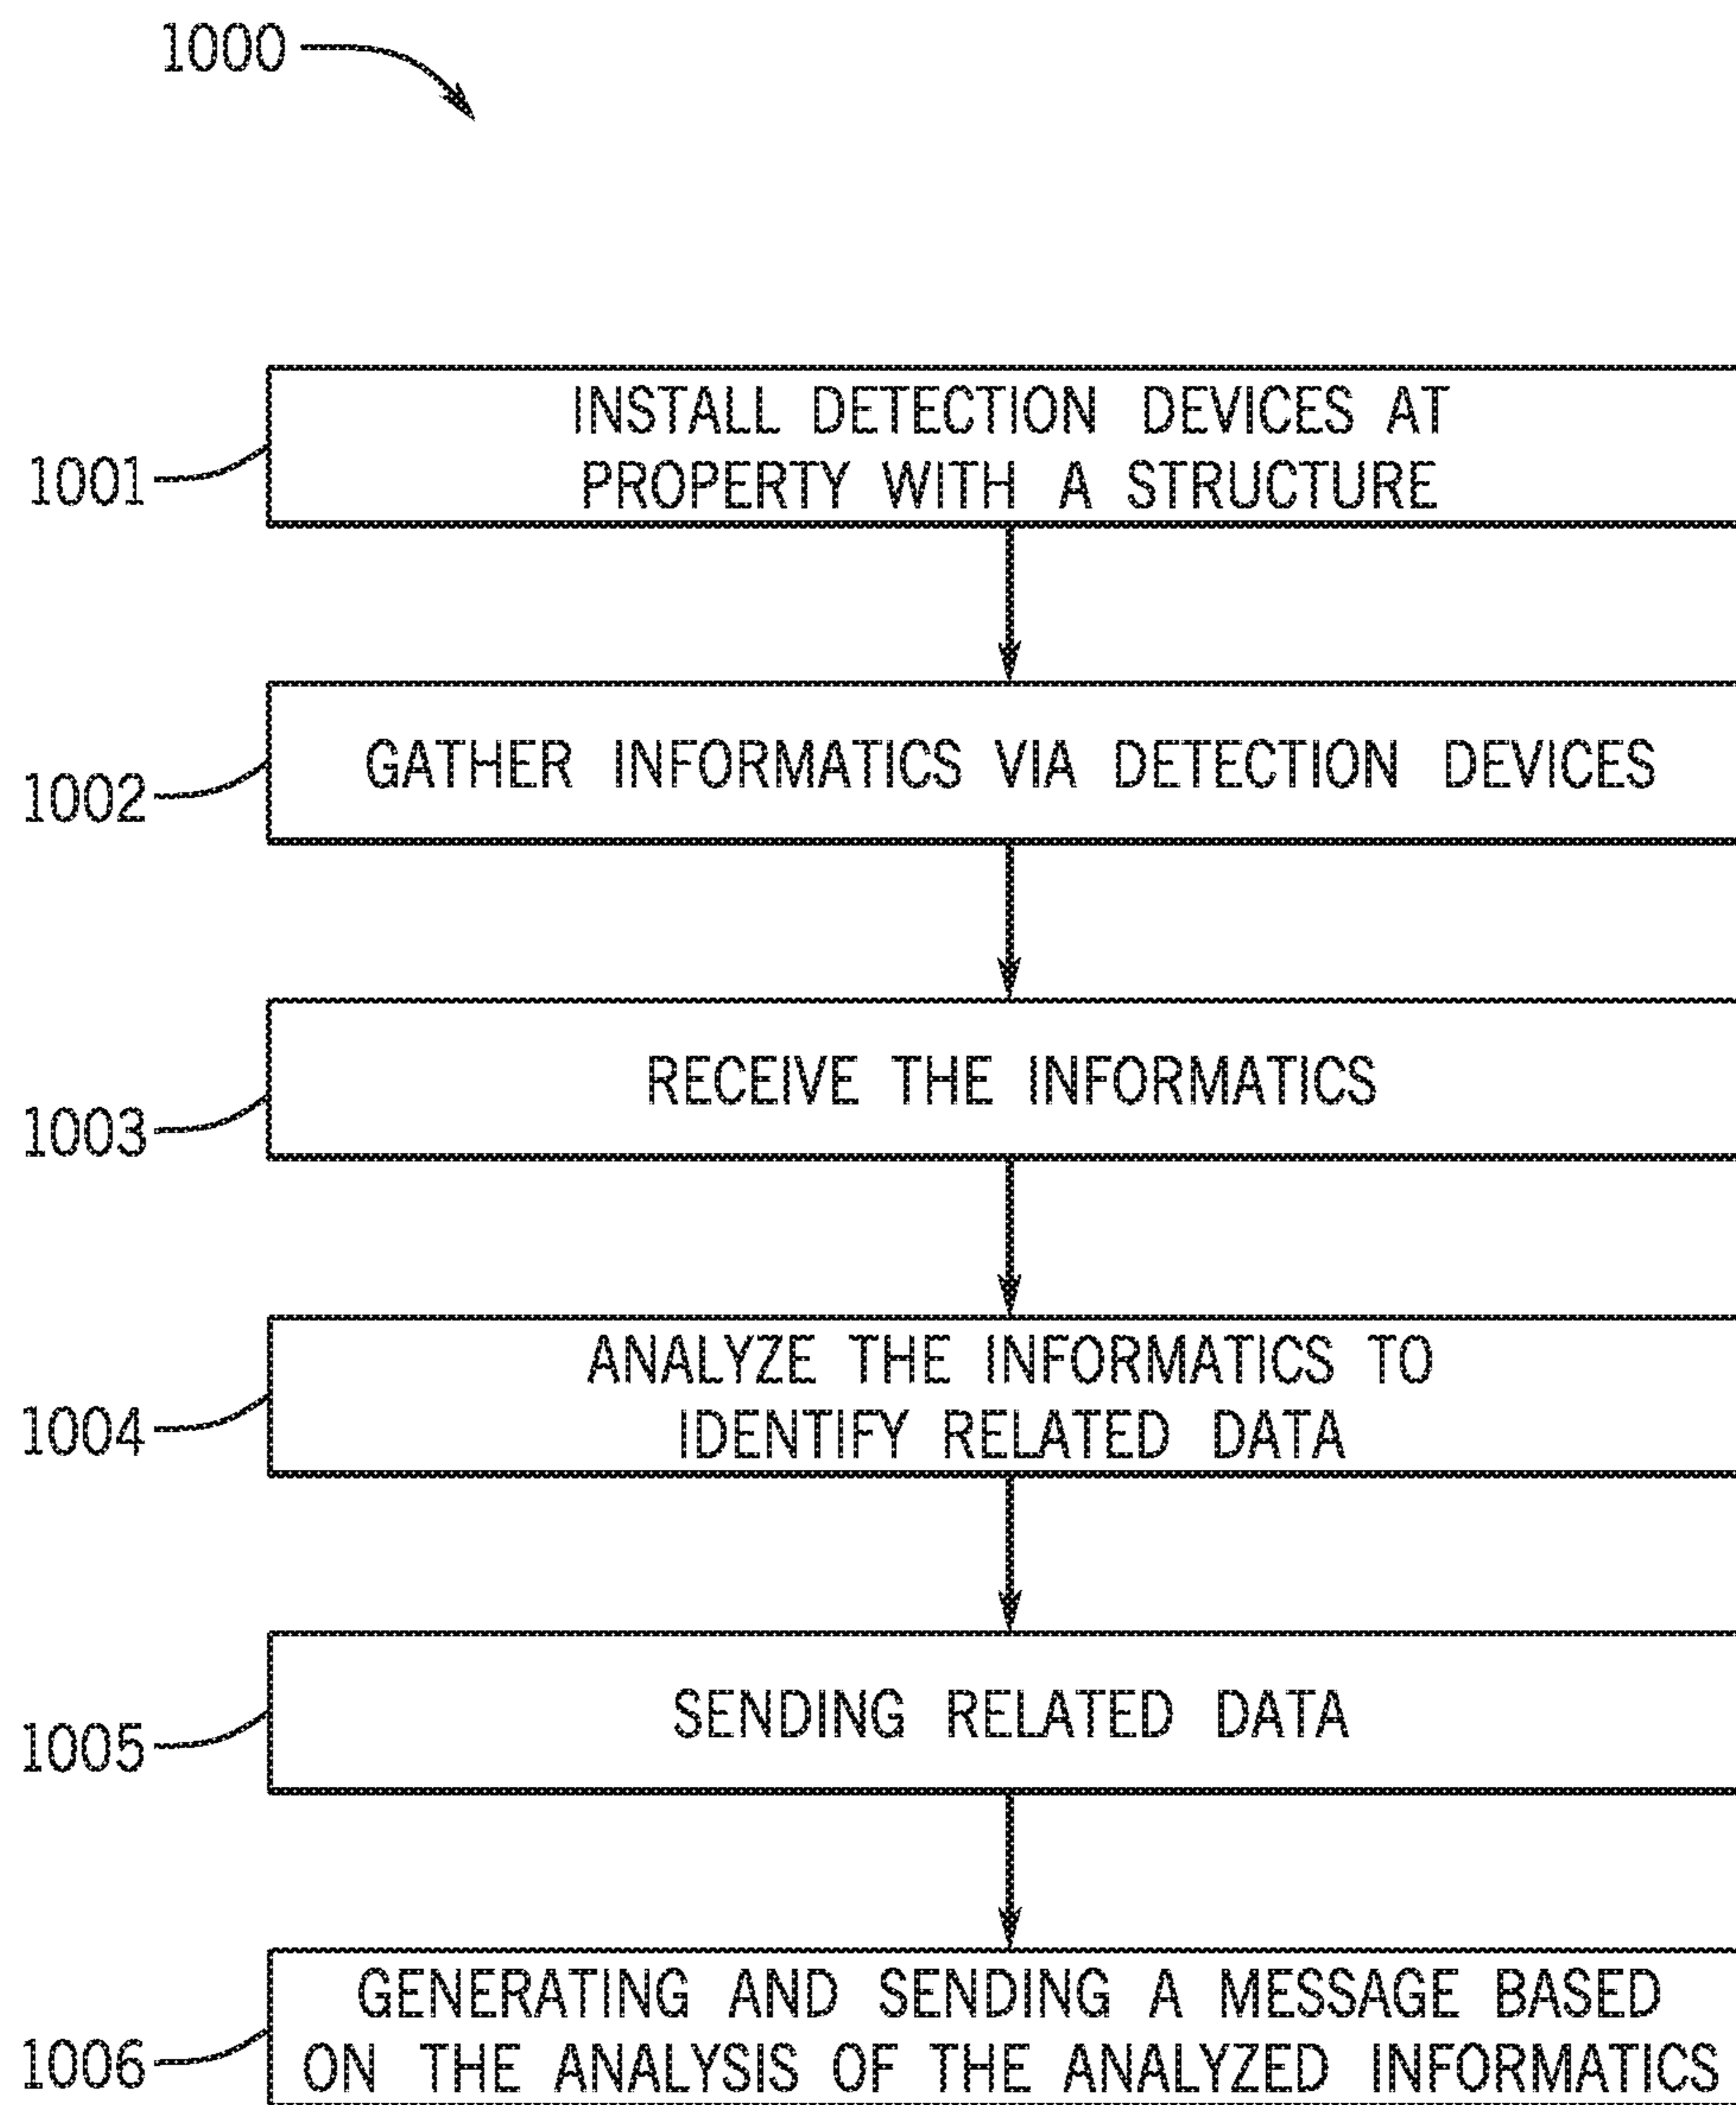 1000
INSTALL DETECTION DEVICES AT
PROPERTY WITH A STRUCTURE
1001
GATHER INFORMATICS VIA DETECTION DEVICES
1002
RECEIVE THE INFORMATICS
1003
ANALYZE THE INFORMATICS TO
IDENTIFY RELATED DATA
1004
SENDING RELATED DATA
1005
GENERATING AND SENDING A MESSAGE BASED
ON THE ANALYSIS OF THE ANALYZED INFORMATICS
1006